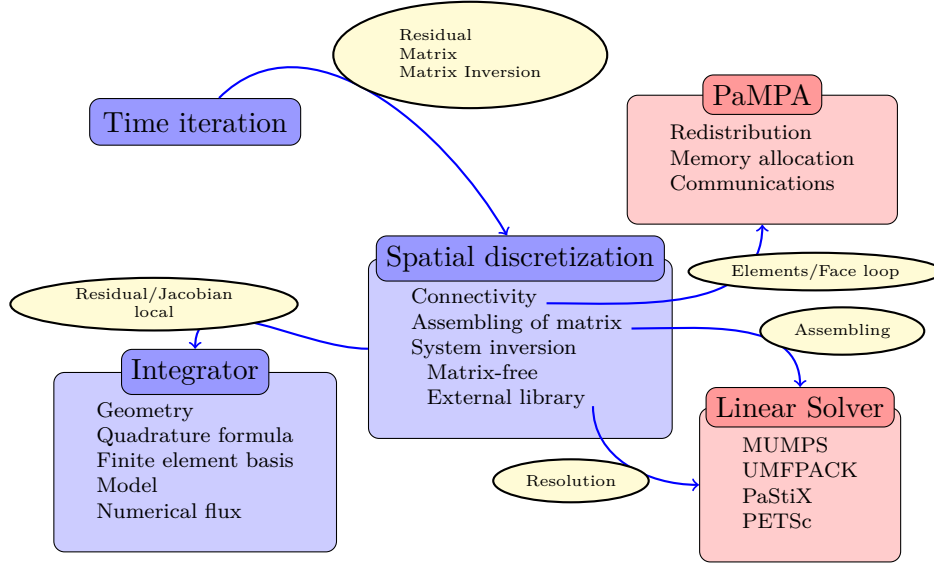 Residual
Matrix
Matrix Inversion
Time iteration
PaMPA
Redistribution
Memory allocation
Communications
Spatial discretization
Connectivity
Assembling of matrix
System inversion
Matrix-free
External library
Elements/Face loop
Assembling
Residual/Jacobian
local
Integrator
Geometry
Quadrature formula
Finite element basis
Model
Numerical flux
Resolution
Linear Solver
MUMPS
UMFPACK
PaStiX
PETSc